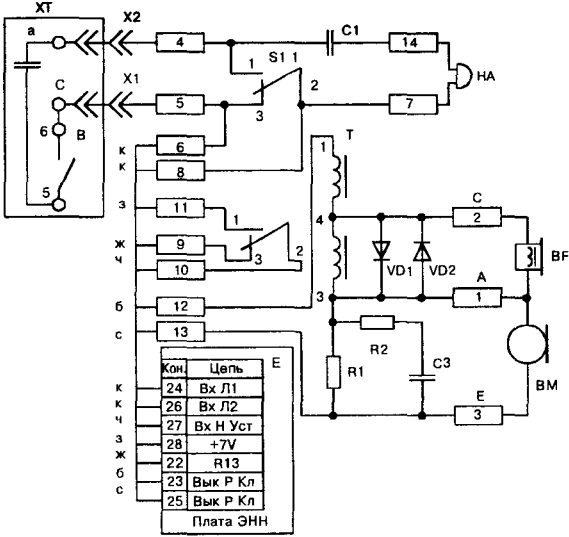 XT
X2
a
4
C1
14
S1 1
1
HA
C
X1
5
2
7
3
6
B
6
T
к
1
к
8
5
з
11
1
C
2
4
ж
9
2
BF
ч
3
VD1
VD2
10
A
1
б
12
3
с
13
R2
E
R1
C3
BM
Кон. Цепь
к 24 Вх Л1
E
3
к 26 Вх Л2
ч 27 Вх Н Уст
з 28 +7V
ж 22 R13
б 23 Вык Р Кл
с 25 Вык Р Кл
Плата ЭНН